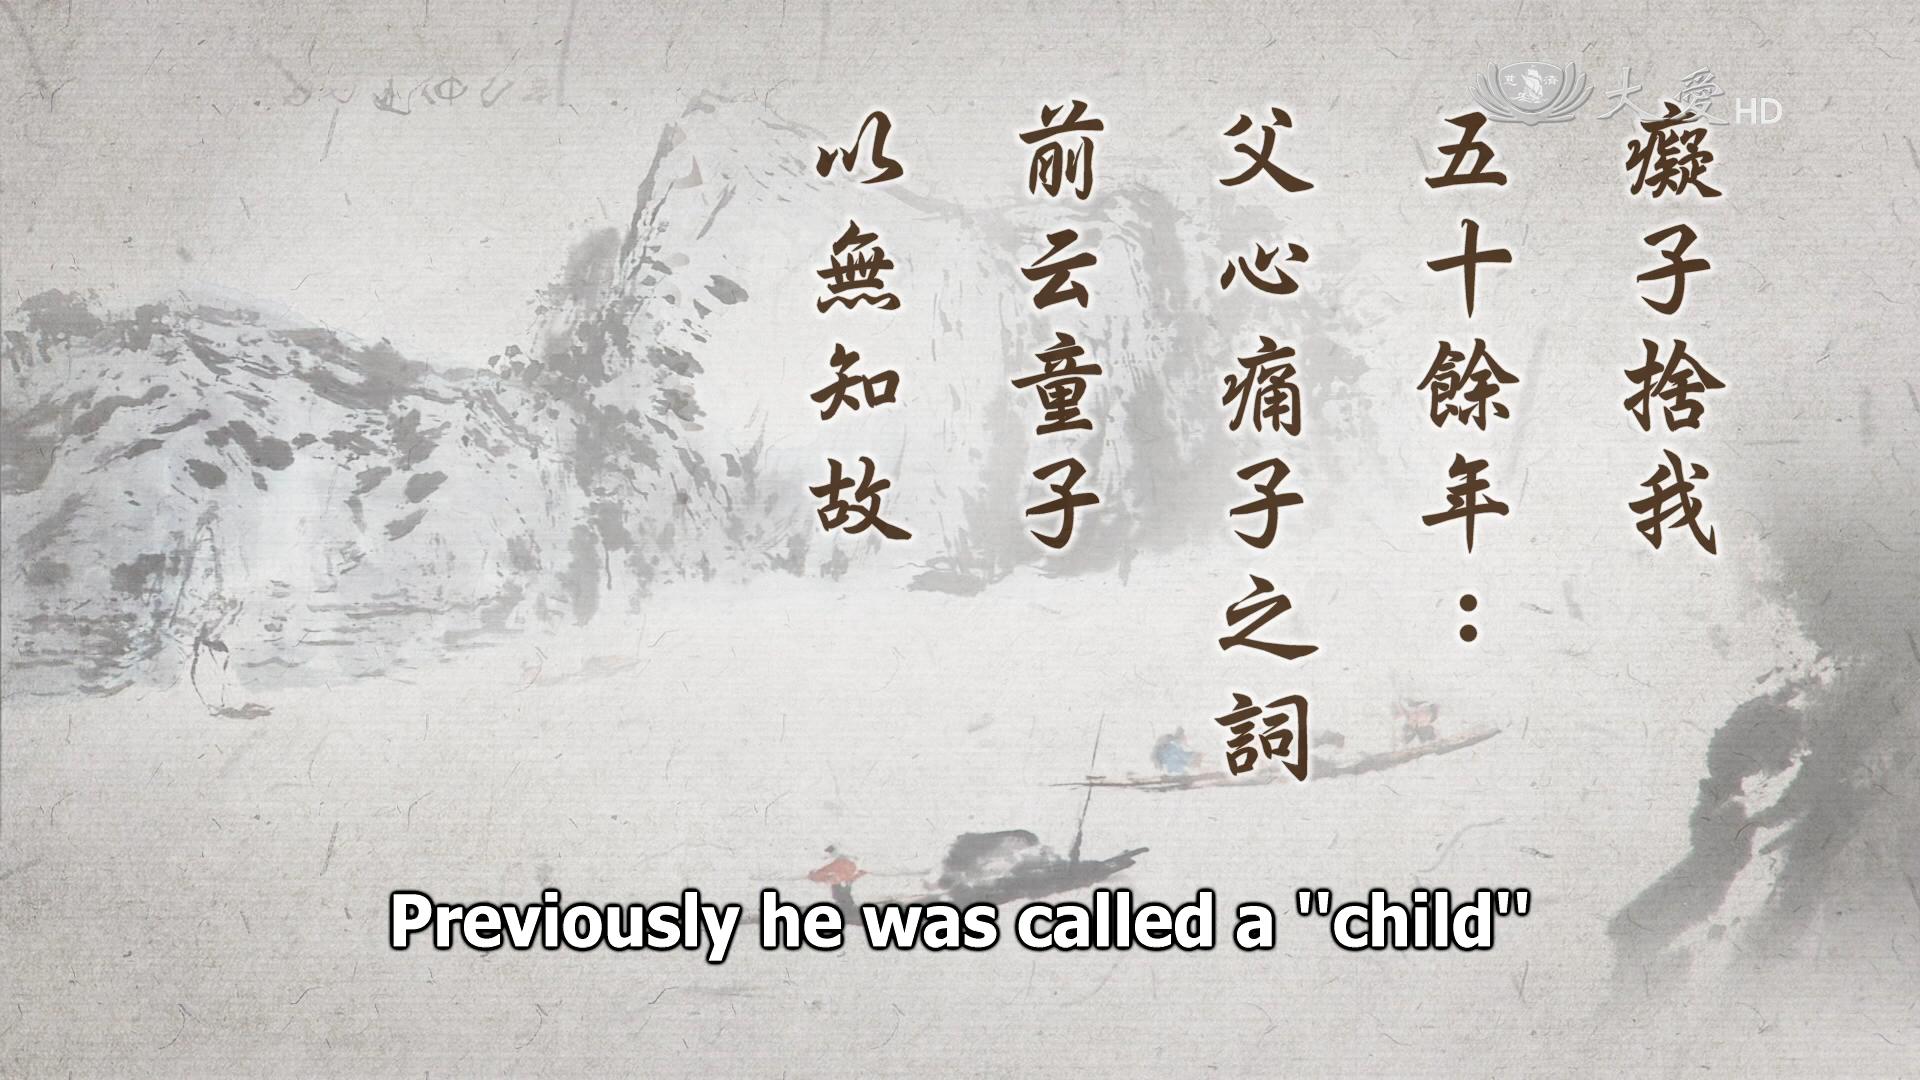 大愛HD
癡子捨我
五十餘年：
父心痛子之詞
前云童子
以無知故
Previously he was called a "child"